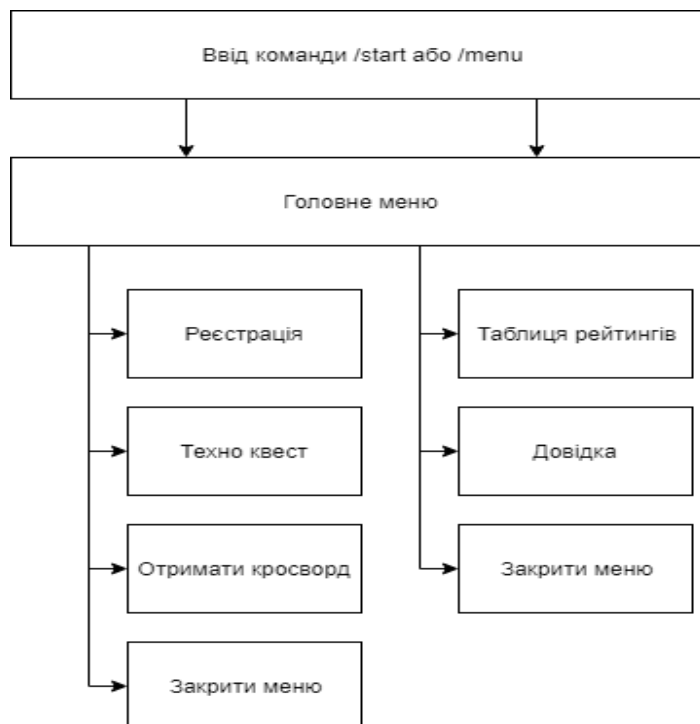 Ввід команди /start або /menu
Головне меню
Реєстрація
Техно квест
Отримати кросворд
Закрити меню
Таблиця рейтингів
Довідка
Закрити меню